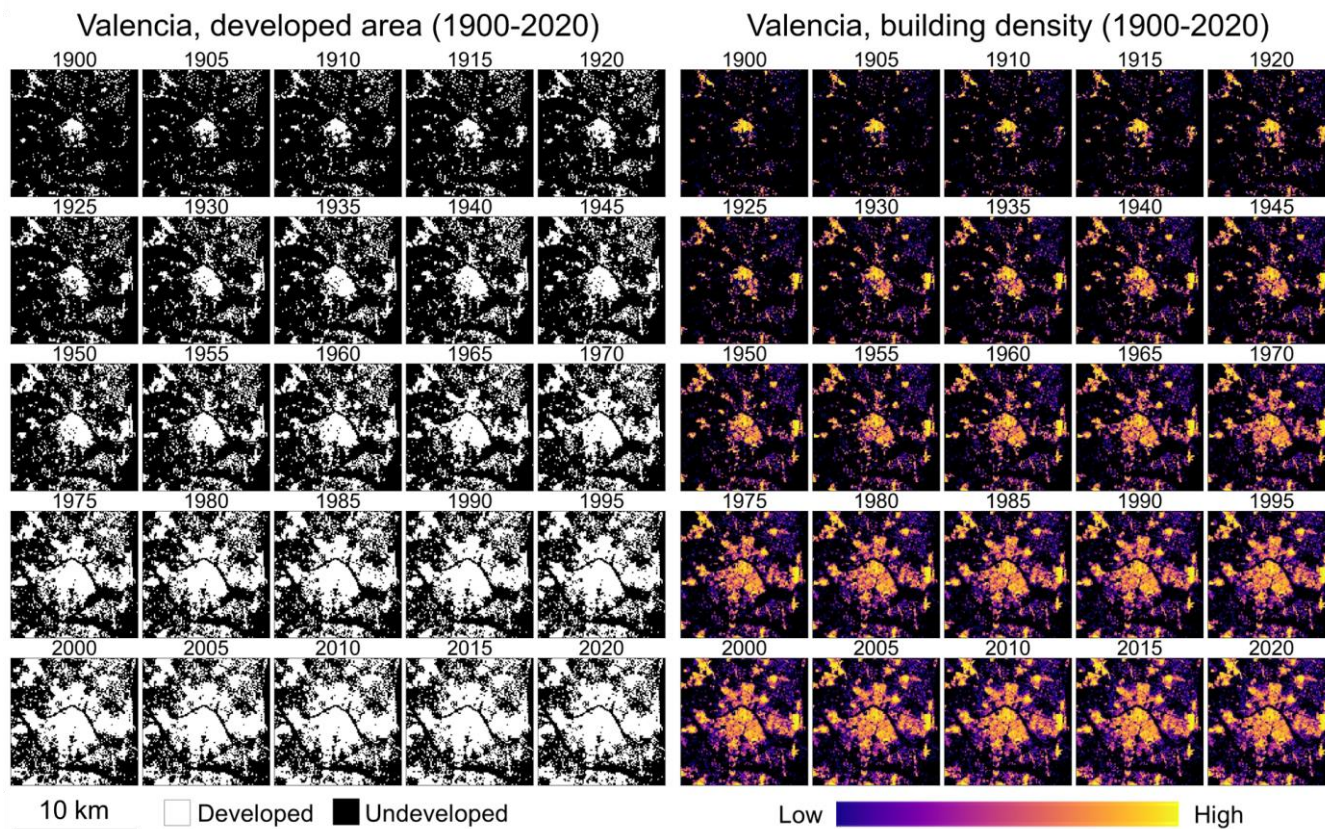 Valencia, developed area (1900-2020)
1900 1905 1910 1915 1920
1925 1930 1935 1940 1945
1950 1955 1960 1965 1970
1975 1980 1985 1990 1995
2000 2005 2010 2015 2020
10 km Developed Undeveloped
Valencia, building density (1900-2020)
1900 1905 1910 1915 1920
1925 1930 1935 1940 1945
1950 1955 1960 1965 1970
1975 1980 1985 1990 1995
2000 2005 2010 2015 2020
Low High